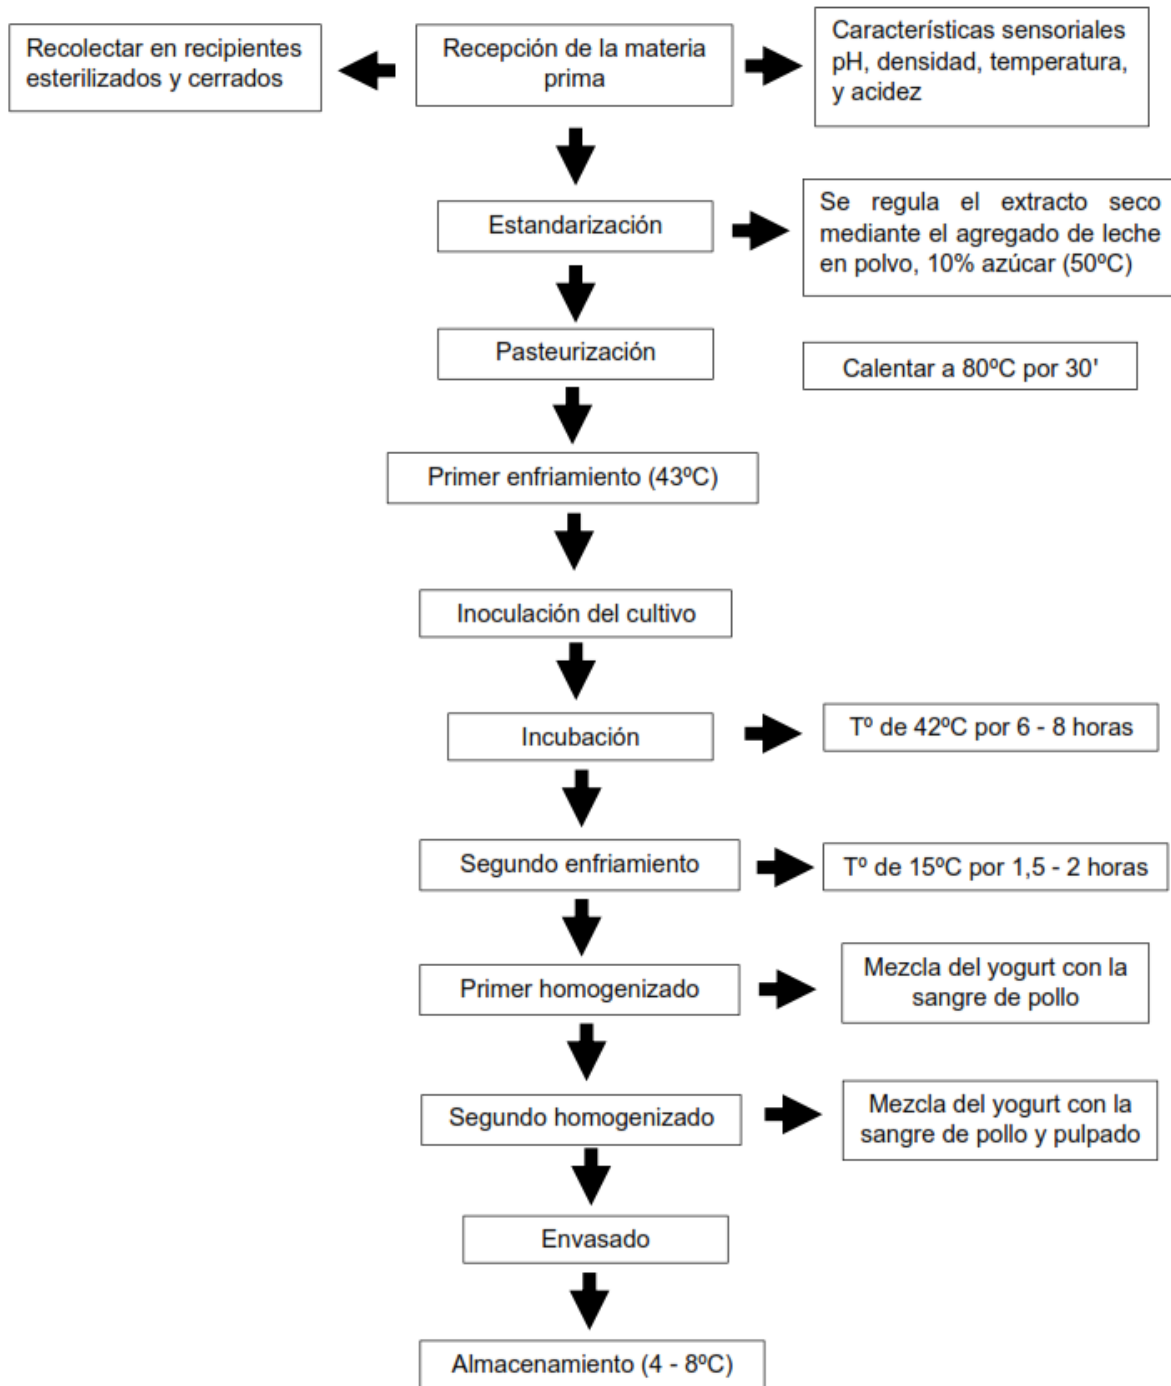 Recolectar en recipientes
esterilizados y cerrados
Recepción de la materia
prima
Características sensoriales
pH, densidad, temperatura,
y acidez
Estandarización
Se regula el extracto seco
mediante el agregado de leche
en polvo, 10% azúcar (50ºC)
Pasteurización
Calentar a 80ºC por 30'
Primer enfriamiento (43ºC)
Inoculación del cultivo
Incubación
Tº de 42ºC por 6 - 8 horas
Segundo enfriamiento
Tº de 15ºC por 1,5 - 2 horas
Primer homogenizado
Mezcla del yogurt con la
sangre de pollo
Segundo homogenizado
Mezcla del yogurt con la
sangre de pollo y pulpado
Envasado
Almacenamiento (4 - 8ºC)